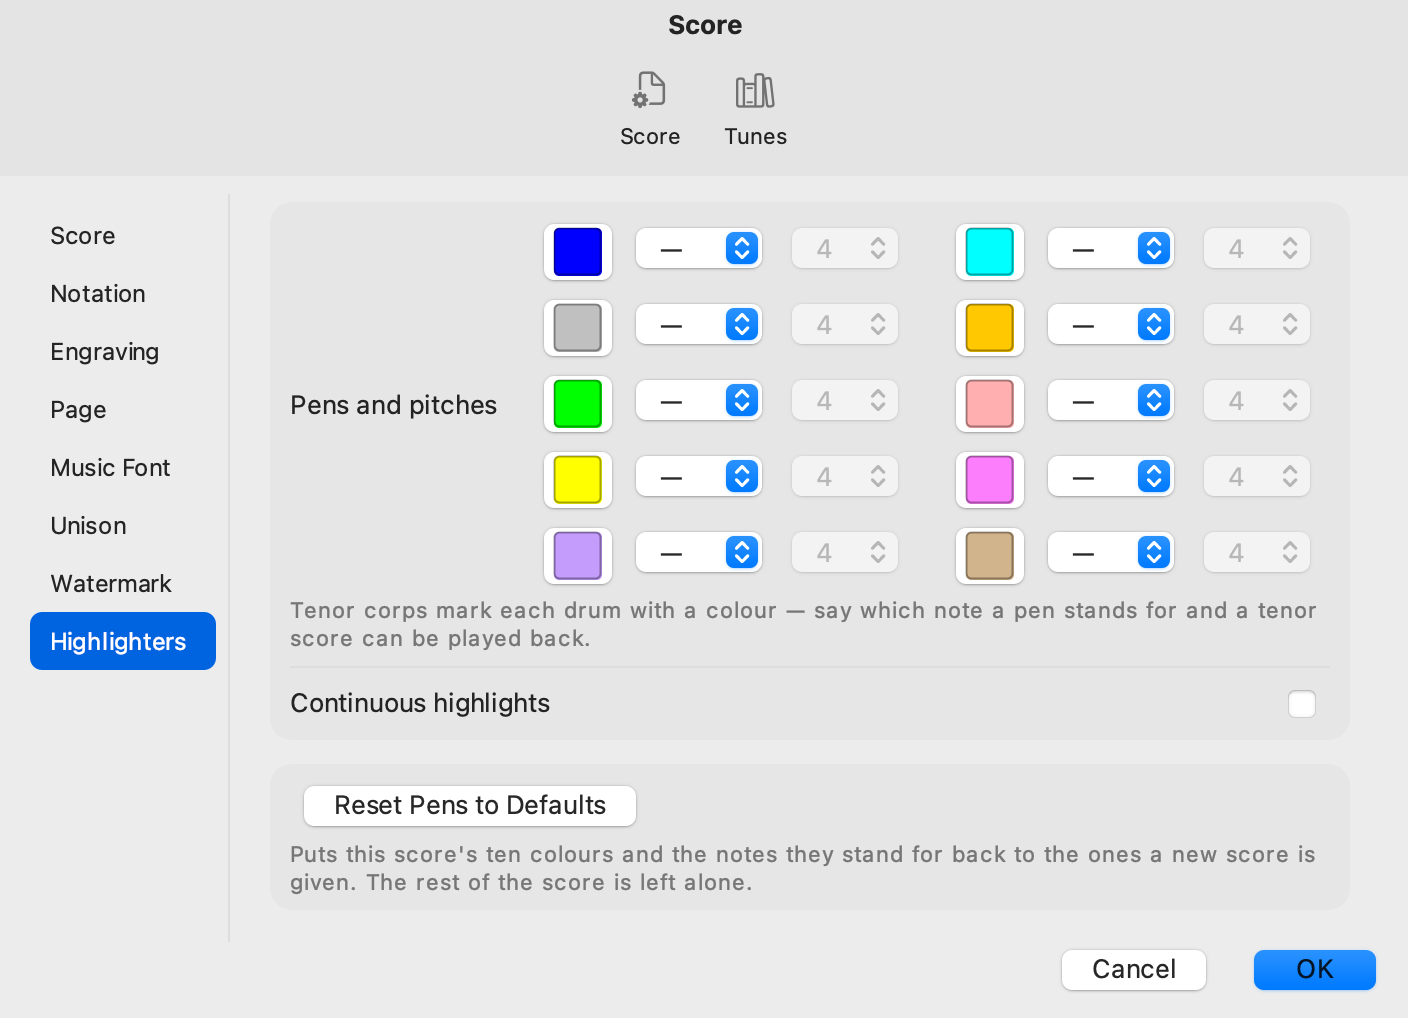 Score
Score
Tunes
Score
Notation
Engraving
Page
Music Font
Unison
Watermark
Highlighters
Pens and pitches
— 4 — 4
— 4 — 4
— 4 — 4
— 4 — 4
— 4 — 4
Tenor corps mark each drum with a colour — say which note a pen stands for and a tenor
score can be played back.
Continuous highlights
Reset Pens to Defaults
Puts this score's ten colours and the notes they stand for back to the ones a new score is
given. The rest of the score is left alone.
Cancel
OK